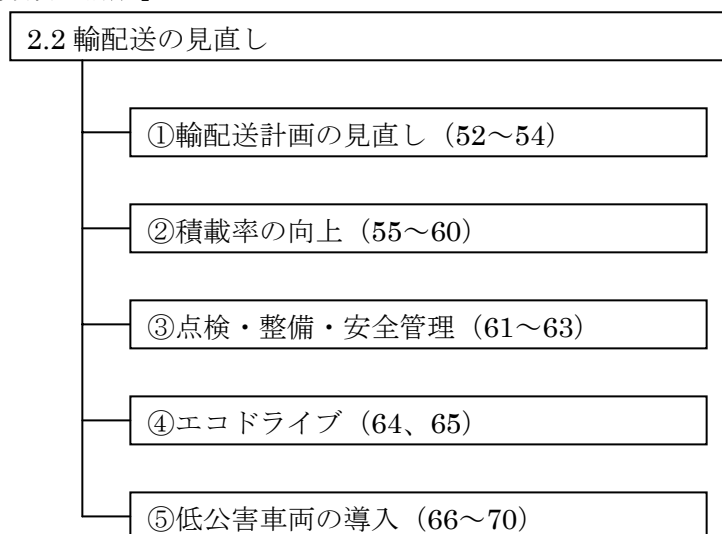 2.2 輸配送の見直し
①輸配送計画の見直し（52～54）
②積載率の向上（55～60）
③点検・整備・安全管理（61～63）
④エコドライブ（64、65）
⑤低公害車両の導入（66～70）